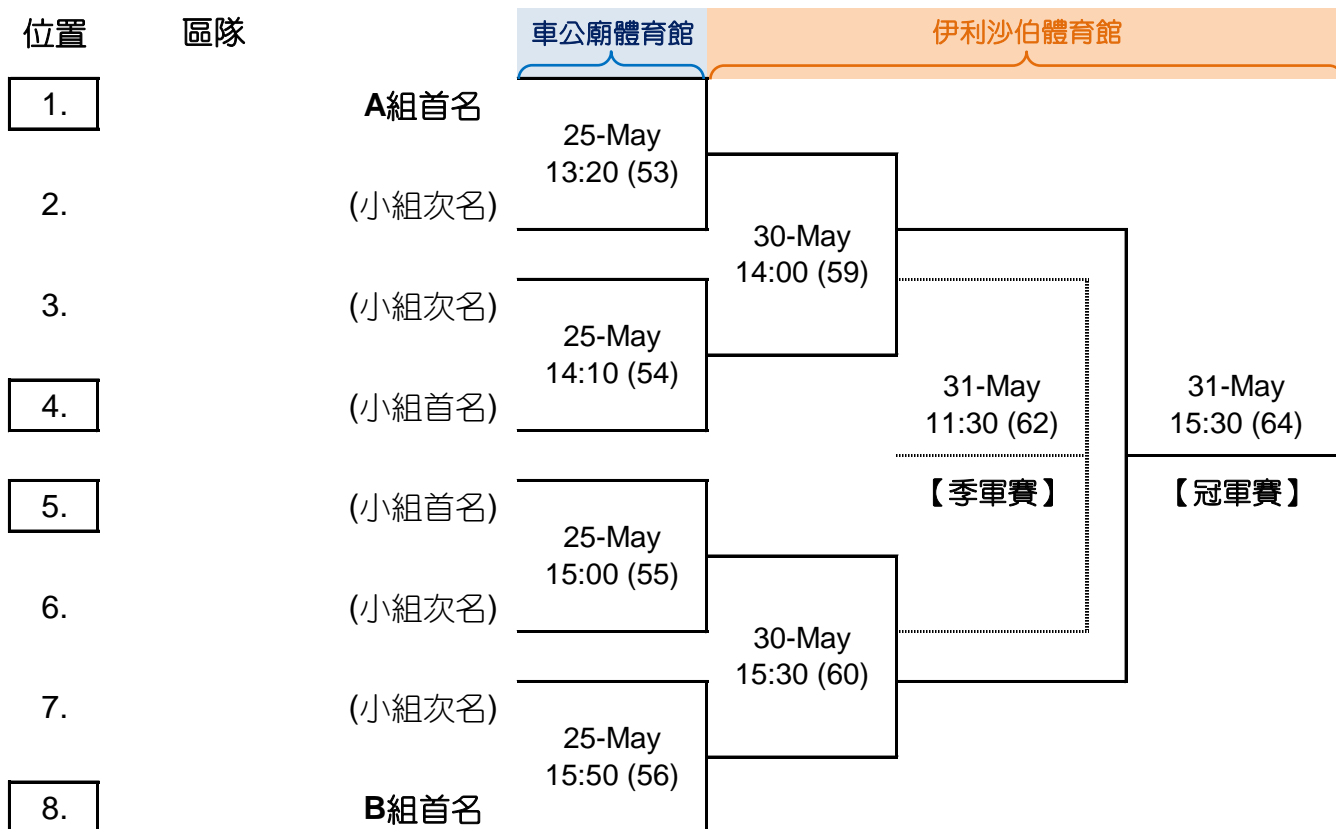 位置 區隊 車公廟體育館 伊利沙伯體育館
1. A組首名
25-May
13:20 (53)
2. (小組次名)
30-May
14:00 (59)
3. (小組次名)
25-May
14:10 (54)
4. (小組首名)
31-May
11:30 (62)
【季軍賽】
31-May
15:30 (64)
【冠軍賽】
5. (小組首名)
25-May
15:00 (55)
6. (小組次名)
30-May
15:30 (60)
7. (小組次名)
25-May
15:50 (56)
8. B組首名